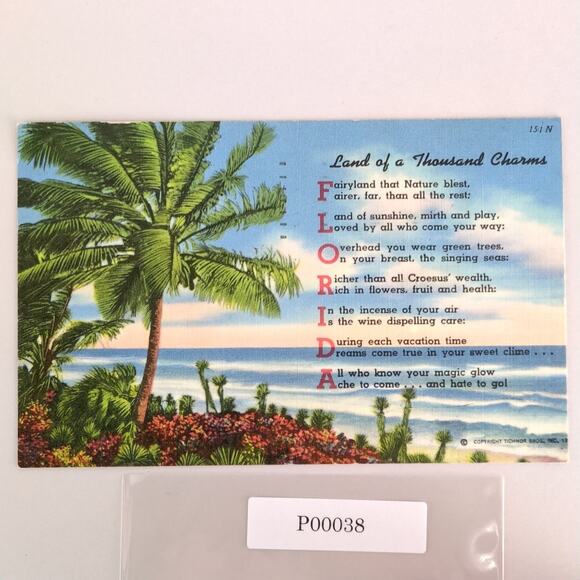 151 N
Land of a Thousand Charms
Fairyland that Nature blest,
Fairer, far, than all the rest;
Land of sunshine, mirth and play,
Loved by all who come your way:
Overhead you wear green trees,
On your breast, the singing seas:
Richer than all Croesus' wealth,
Rich in flowers, fruit and health:
In the incense of your air
Is the wine dispelling care:
During each vacation time
Dreams come true in your sweet clime . . .
All who know your magic glow
Ache to come . . . and hate to go!
© COPYRIGHT TICHNOR BROS., INC.
P00038